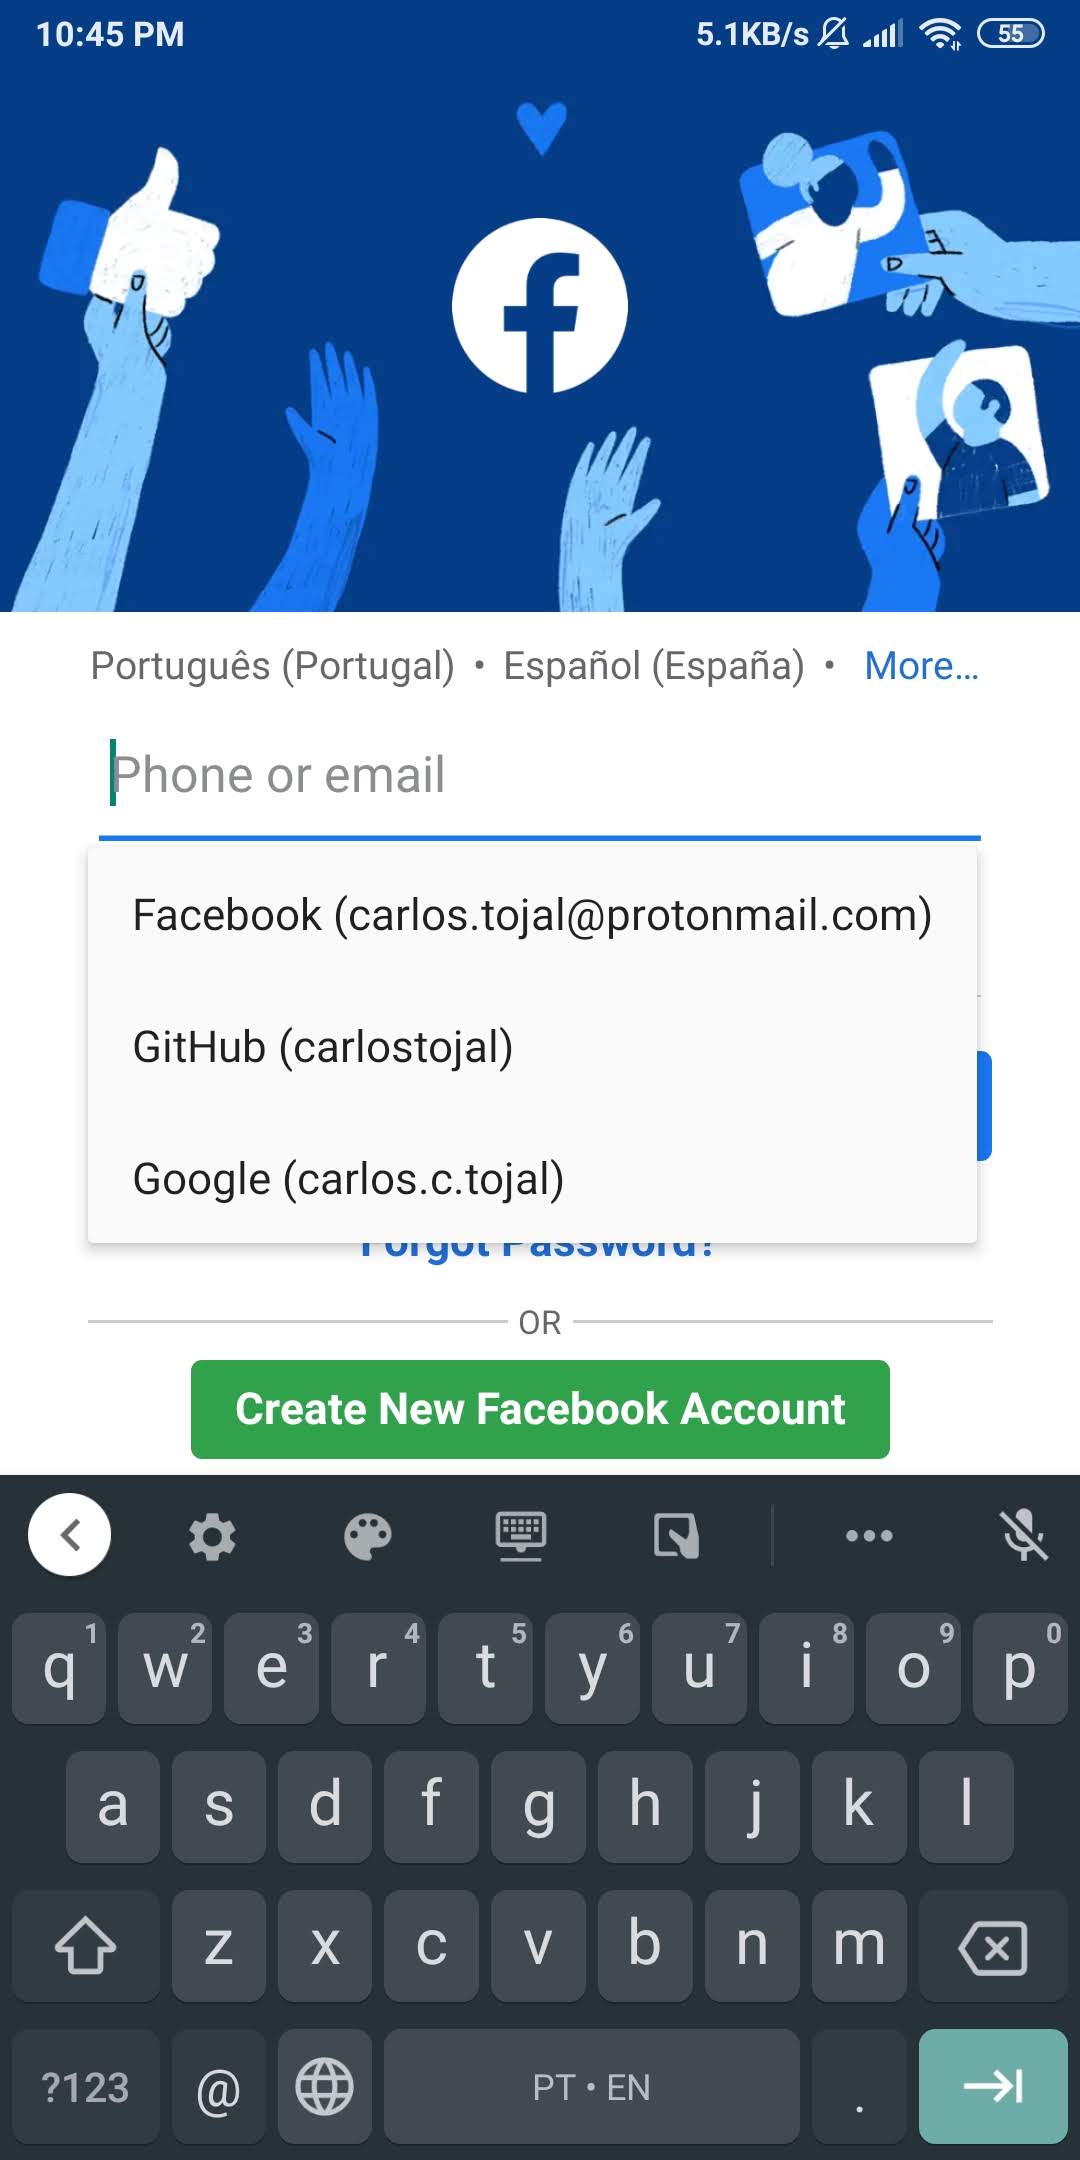 10:45 PM 5.1KB/s 55
Português (Portugal) • Español (España) • More...
Phone or email
Facebook (carlos.tojal@protonmail.com)
GitHub (carlostojal)
Google (carlos.c.tojal)
Forgot Password?
OR
Create New Facebook Account
q 1 w 2 e 3 r 4 t 5 y 6 u 7 i 8 o 9 p 0
a s d f g h j k l
z x c v b n m
?123 @ PT • EN .